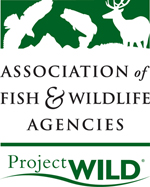 ASSOCIATION of
FISH & WILDLIFE
AGENCIES
Project WILD®